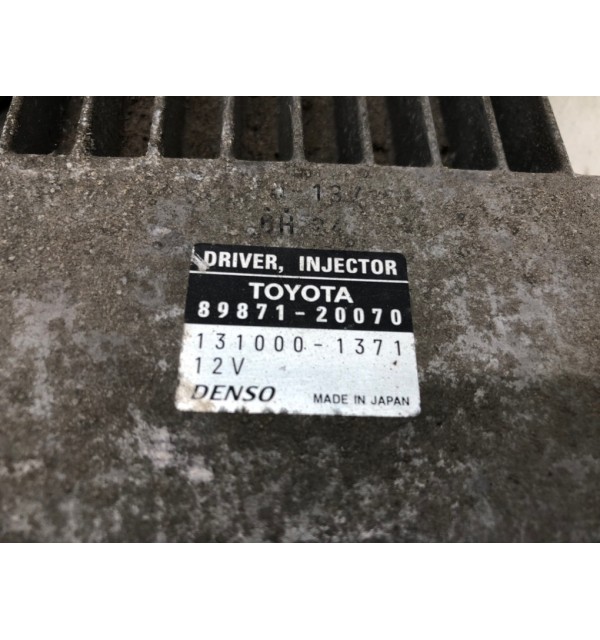 DRIVER, INJECTOR
TOYOTA
89871-20070
131000-1371
12V
DENSO MADE IN JAPAN